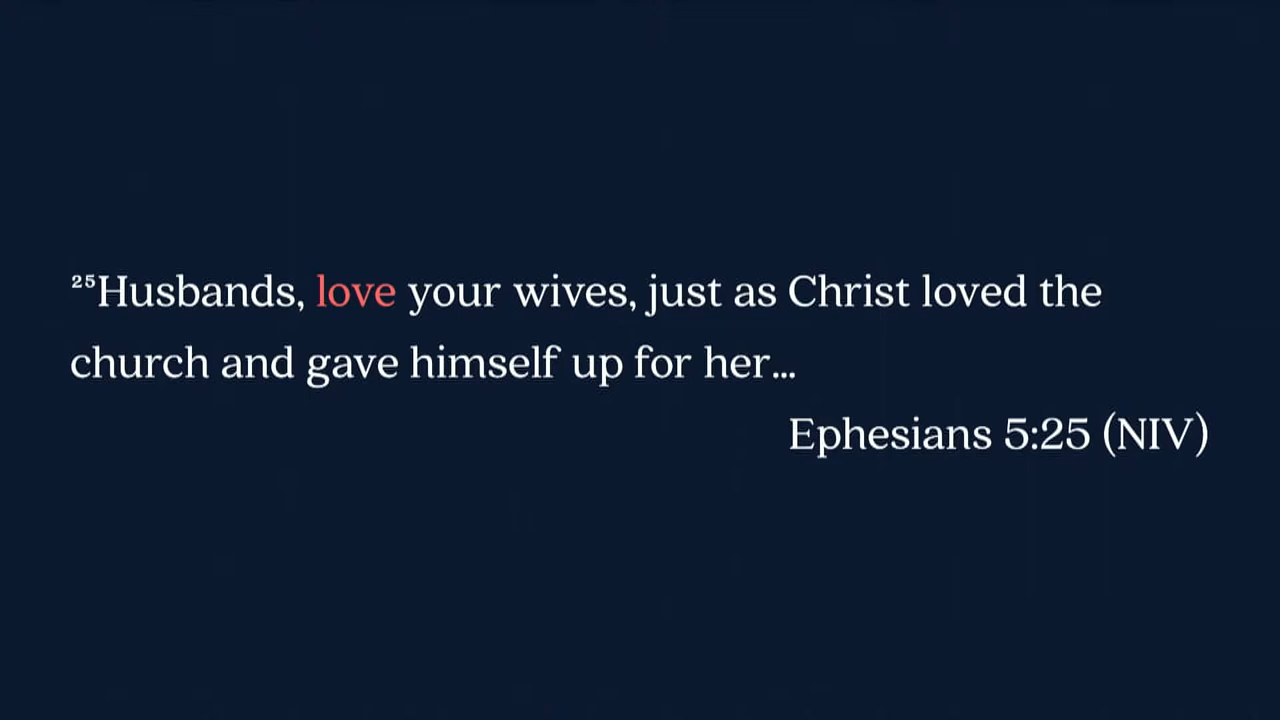 ²⁵Husbands, love your wives, just as Christ loved the
church and gave himself up for her...
Ephesians 5:25 (NIV)